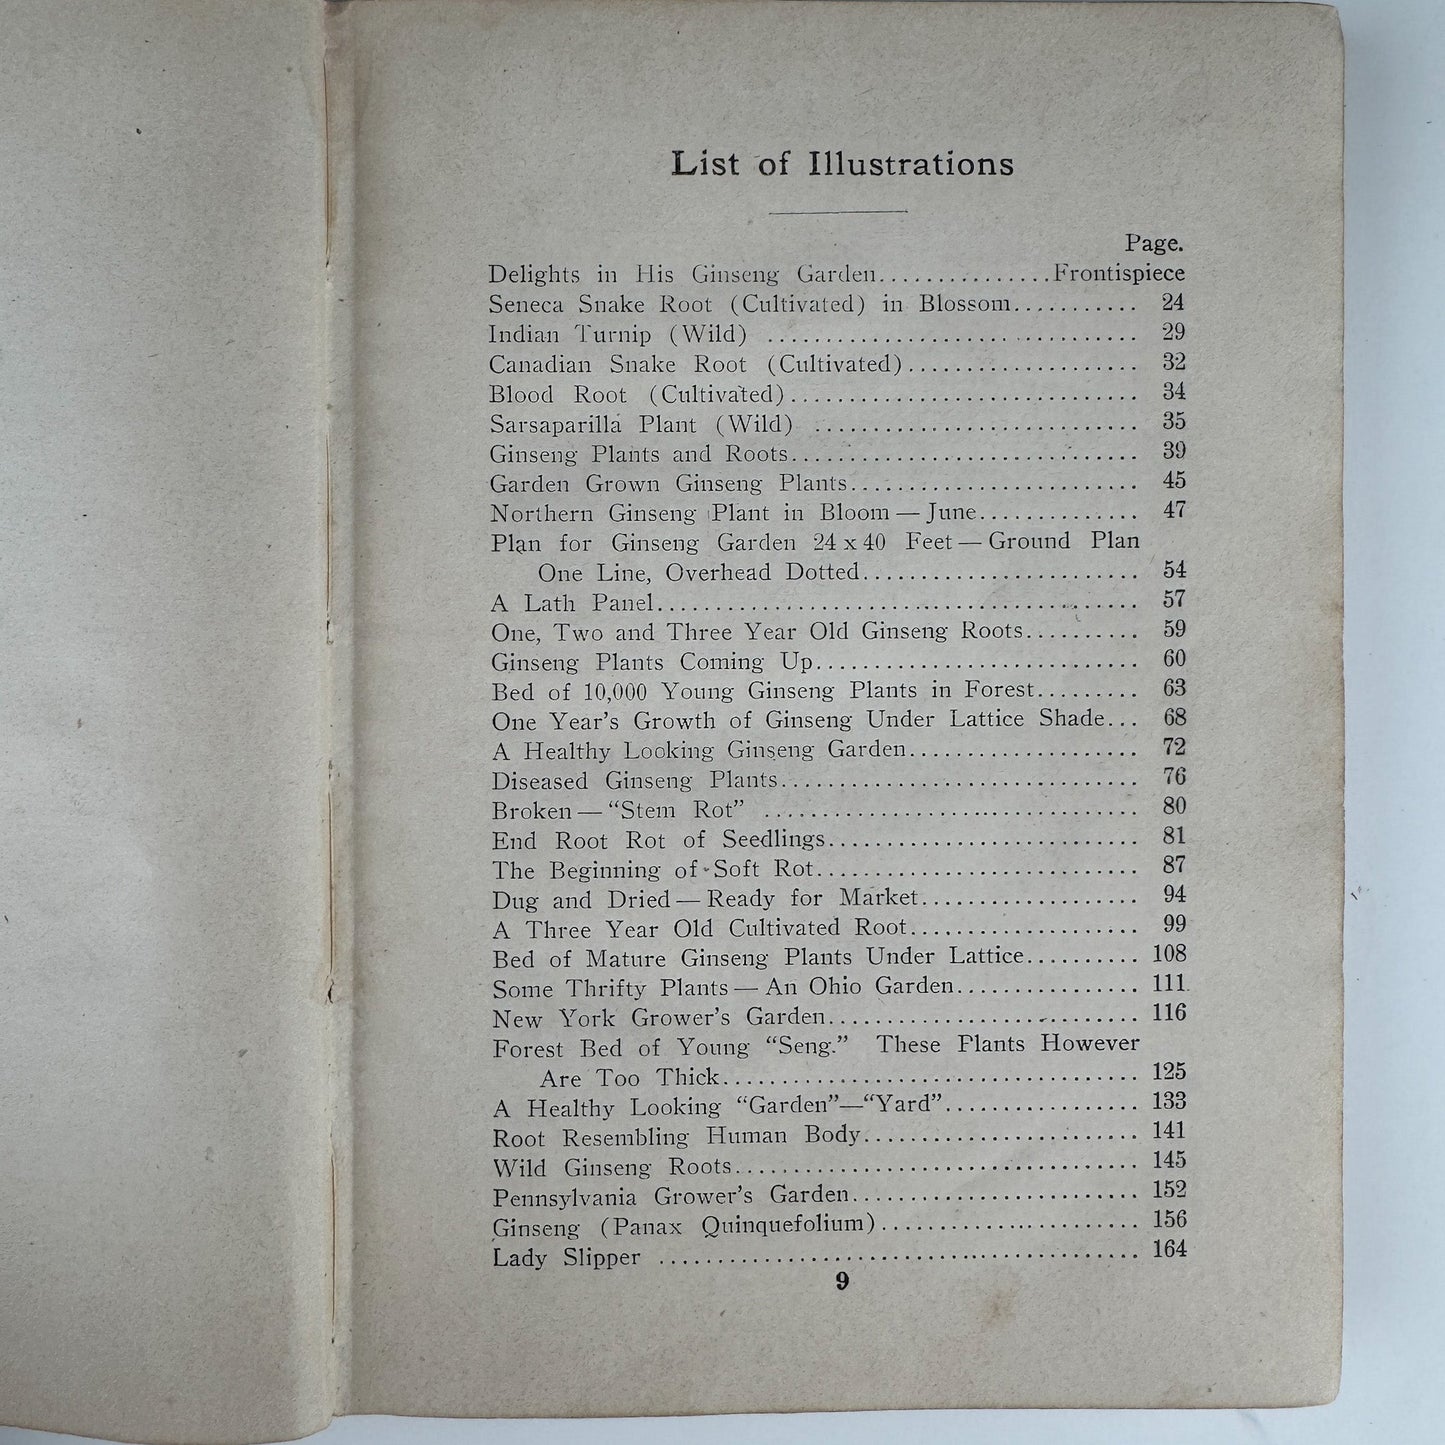 List of Illustrations
Page.
Delights in His Ginseng Garden...............Frontispiece
Seneca Snake Root (Cultivated) in Blossom........... 24
Indian Turnip (Wild) ................................ 29
Canadian Snake Root (Cultivated).................... 32
Blood Root (Cultivated).............................. 34
Sarsaparilla Plant (Wild) ............................ 35
Ginseng Plants and Roots.............................. 39
Garden Grown Ginseng Plants......................... 45
Northern Ginseng Plant in Bloom — June.............. 47
Plan for Ginseng Garden 24 x 40 Feet — Ground Plan
One Line, Overhead Dotted........................ 54
A Lath Panel.......................................... 57
One, Two and Three Year Old Ginseng Roots.......... 59
Ginseng Plants Coming Up............................ 60
Bed of 10,000 Young Ginseng Plants in Forest......... 63
One Year's Growth of Ginseng Under Lattice Shade... 68
A Healthy Looking Ginseng Garden.................... 72
Diseased Ginseng Plants............................... 76
Broken — "Stem Rot" ................................ 80
End Root Rot of Seedlings........................... 81
The Beginning of Soft Rot............................ 87
Dug and Dried — Ready for Market................... 94
A Three Year Old Cultivated Root.................... 99
Bed of Mature Ginseng Plants Under Lattice.......... 108
Some Thrifty Plants — An Ohio Garden................ 111
New York Grower's Garden........................... 116
Forest Bed of Young "Seng." These Plants However
Are Too Thick.................................... 125
A Healthy Looking "Garden"—"Yard"................. 133
Root Resembling Human Body........................ 141
Wild Ginseng Roots................................... 145
Pennsylvania Grower's Garden......................... 152
Ginseng (Panax Quinquefolium)....................... 156
Lady Slipper ......................................... 164
9